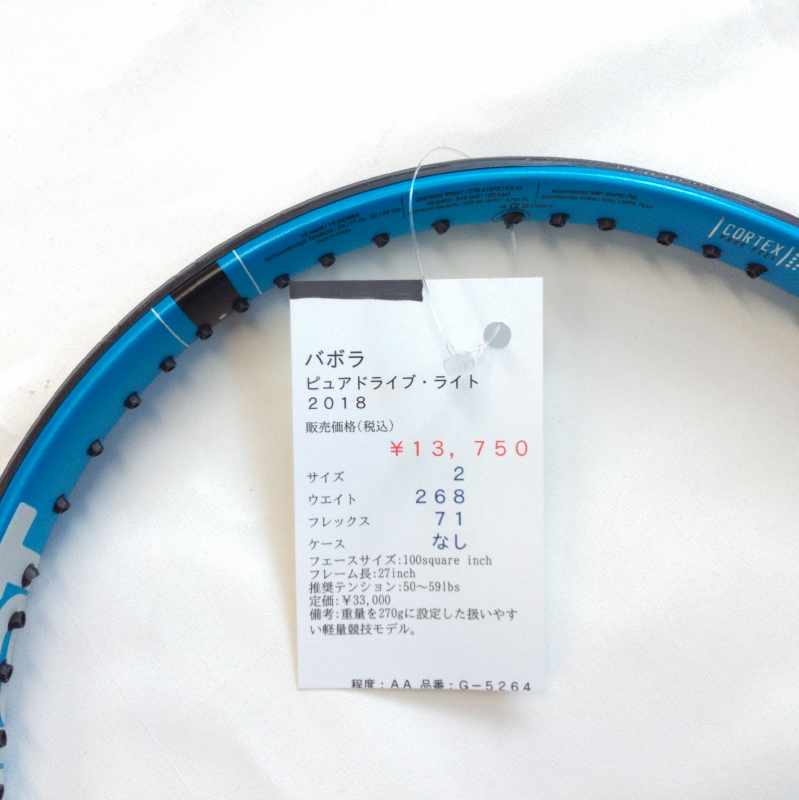 CORTEX
バボラ
ピュアドライブ・ライト
2018
販売価格(税込)
¥13,750
サイズ 2
ウエイト 268
フレックス 71
ケース なし
フェースサイズ:100square inch
フレーム長:27inch
推奨テンション:50～59lbs
定価:¥33,000
備考:重量を270gに設定した扱いやす
い軽量競技モデル。
程度:AA 品番:G-5264